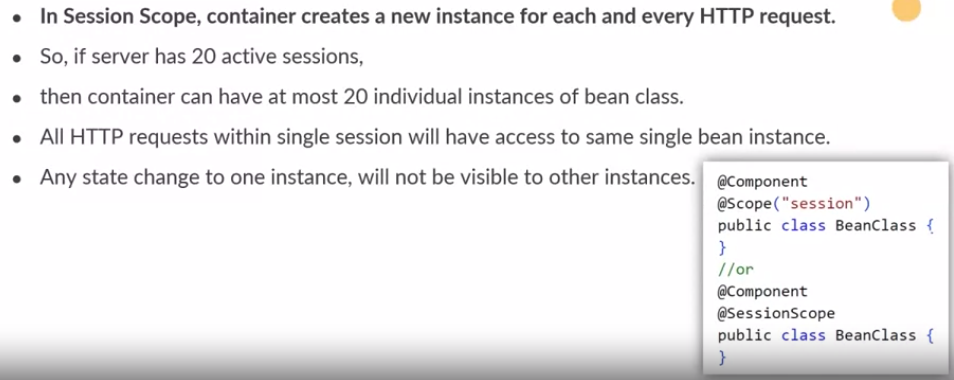 • In Session Scope, container creates a new instance for each and every HTTP request.
• So, if server has 20 active sessions,
• then container can have at most 20 individual instances of bean class.
• All HTTP requests within single session will have access to same single bean instance.
• Any state change to one instance, will not be visible to other instances.
@Component
@Scope("session")
public class BeanClass {
}
//or
@Component
@SessionScope
public class BeanClass {
}